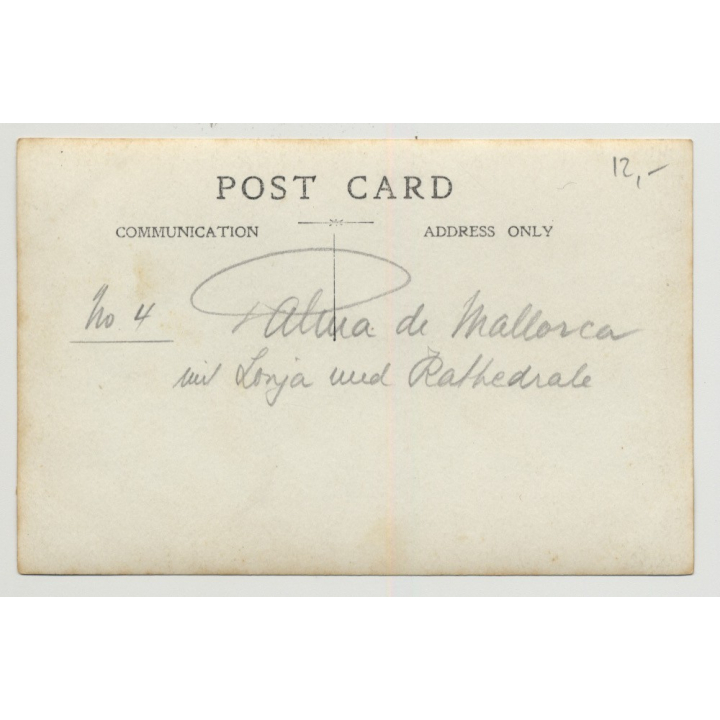 12,-
POST CARD
COMMUNICATION ADDRESS ONLY
No 4 Palma de Mallorca
mit Lonja und Kathedrale